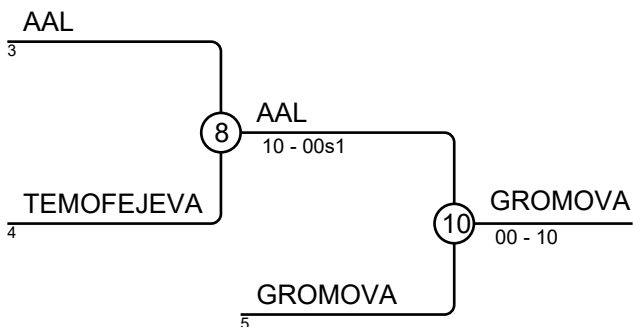 AAL
3
8
AAL
10 - 00s1
TEMOFEJEVA
4
10
GROMOVA
00 - 10
GROMOVA
5